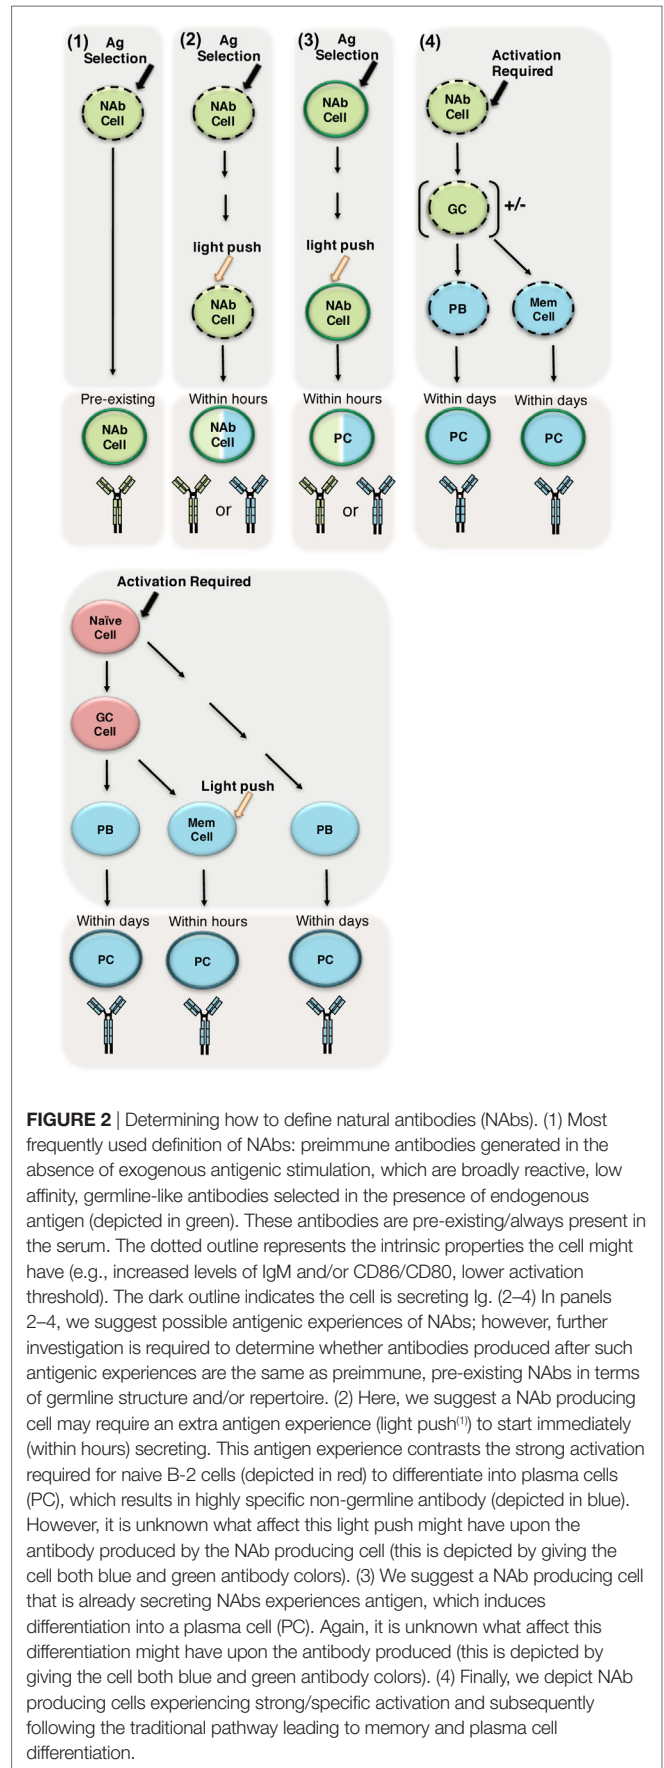 (1) Ag
Selection
NAb
Cell
Pre-existing
NAb
Cell
(2) Ag
Selection
NAb
Cell
light push
NAb
Cell
Within hours
NAb
Cell
or
(3) Ag
Selection
NAb
Cell
light push
NAb
Cell
Within hours
PC
or
(4)
Activation
Required
NAb
Cell
GC
+/-
PB
Mem
Cell
Within days
Within days
PC
PC
Activation Required
Naïve
Cell
GC
Cell
Light push
PB
Mem
Cell
PB
Within days
Within hours
Within days
PC
PC
PC
FIGURE 2 | Determining how to define natural antibodies (NAbs). (1) Most
frequently used definition of NAbs: preimmune antibodies generated in the
absence of exogenous antigenic stimulation, which are broadly reactive, low
affinity, germline-like antibodies selected in the presence of endogenous
antigen (depicted in green). These antibodies are pre-existing/always present in
the serum. The dotted outline represents the intrinsic properties the cell might
have (e.g., increased levels of IgM and/or CD86/CD80, lower activation
threshold). The dark outline indicates the cell is secreting Ig. (2–4) In panels
2–4, we suggest possible antigenic experiences of NAbs; however, further
investigation is required to determine whether antibodies produced after such
antigenic experiences are the same as preimmune, pre-existing NAbs in terms
of germline structure and/or repertoire. (2) Here, we suggest a NAb producing
cell may require an extra antigen experience (light push(1)) to start immediately
(within hours) secreting. This antigen experience contrasts the strong activation
required for naive B-2 cells (depicted in red) to differentiate into plasma cells
(PC), which results in highly specific non-germline antibody (depicted in blue).
However, it is unknown what affect this light push might have upon the
antibody produced by the NAb producing cell (this is depicted by giving the
cell both blue and green antibody colors). (3) We suggest a NAb producing cell
that is already secreting NAbs experiences antigen, which induces
differentiation into a plasma cell (PC). Again, it is unknown what affect this
differentiation might have upon the antibody produced (this is depicted by
giving the cell both blue and green antibody colors). (4) Finally, we depict NAb
producing cells experiencing strong/specific activation and subsequently
following the traditional pathway leading to memory and plasma cell
differentiation.